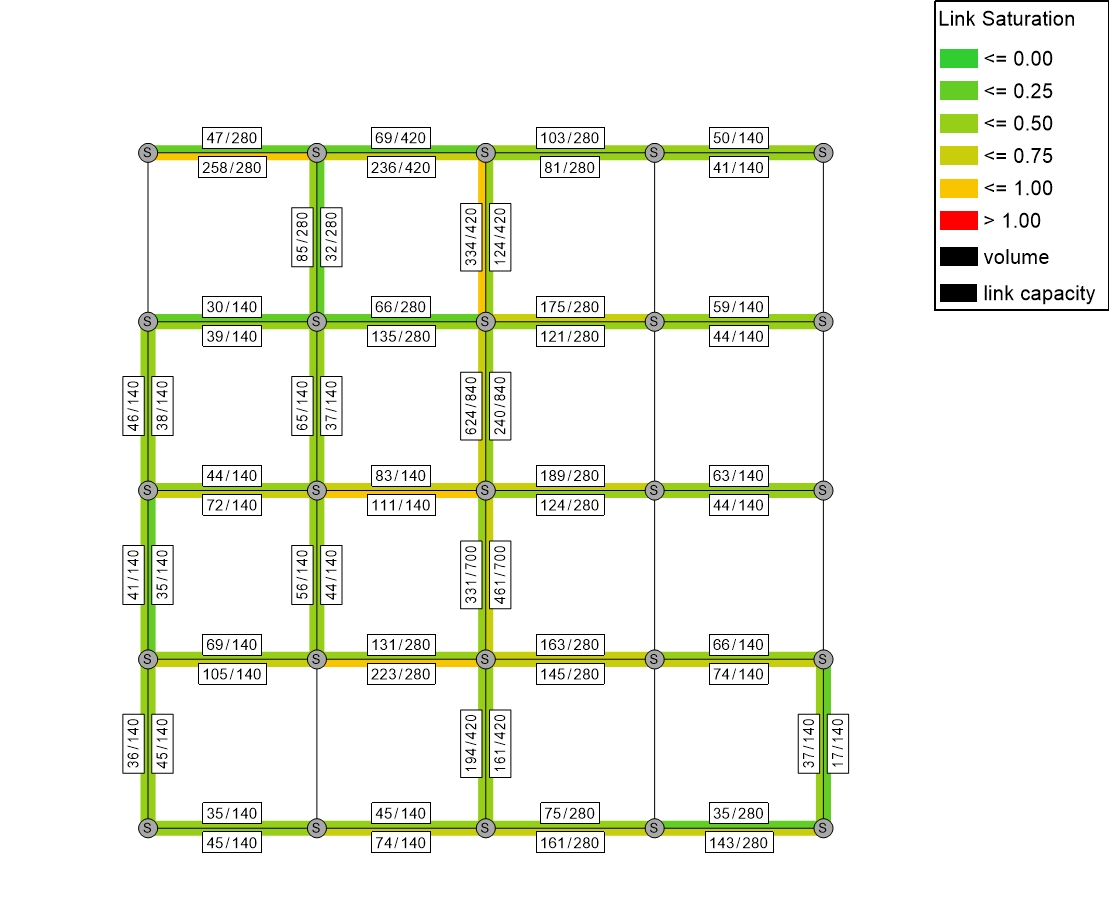 Link Saturation
<= 0.00
<= 0.25
<= 0.50
<= 0.75
<= 1.00
> 1.00
volume
link capacity
47/280
69/420
103/280
50/140
S
S
S
S
S
258/280
236/420
81/280
41/140
85/280
32/280
334/420
124/420
30/140
66/280
175/280
59/140
S
S
S
S
S
39/140
135/280
121/280
44/140
46/140
38/140
65/140
37/140
624/840
240/840
44/140
83/140
189/280
63/140
S
S
S
S
S
72/140
111/140
124/280
44/140
41/140
35/140
56/140
44/140
331/700
461/700
69/140
131/280
163/280
66/140
S
S
S
S
S
105/140
223/280
145/280
74/140
36/140
45/140
194/420
161/420
37/140
17/140
35/140
45/140
75/280
35/280
S
S
S
S
S
45/140
74/140
161/280
143/280